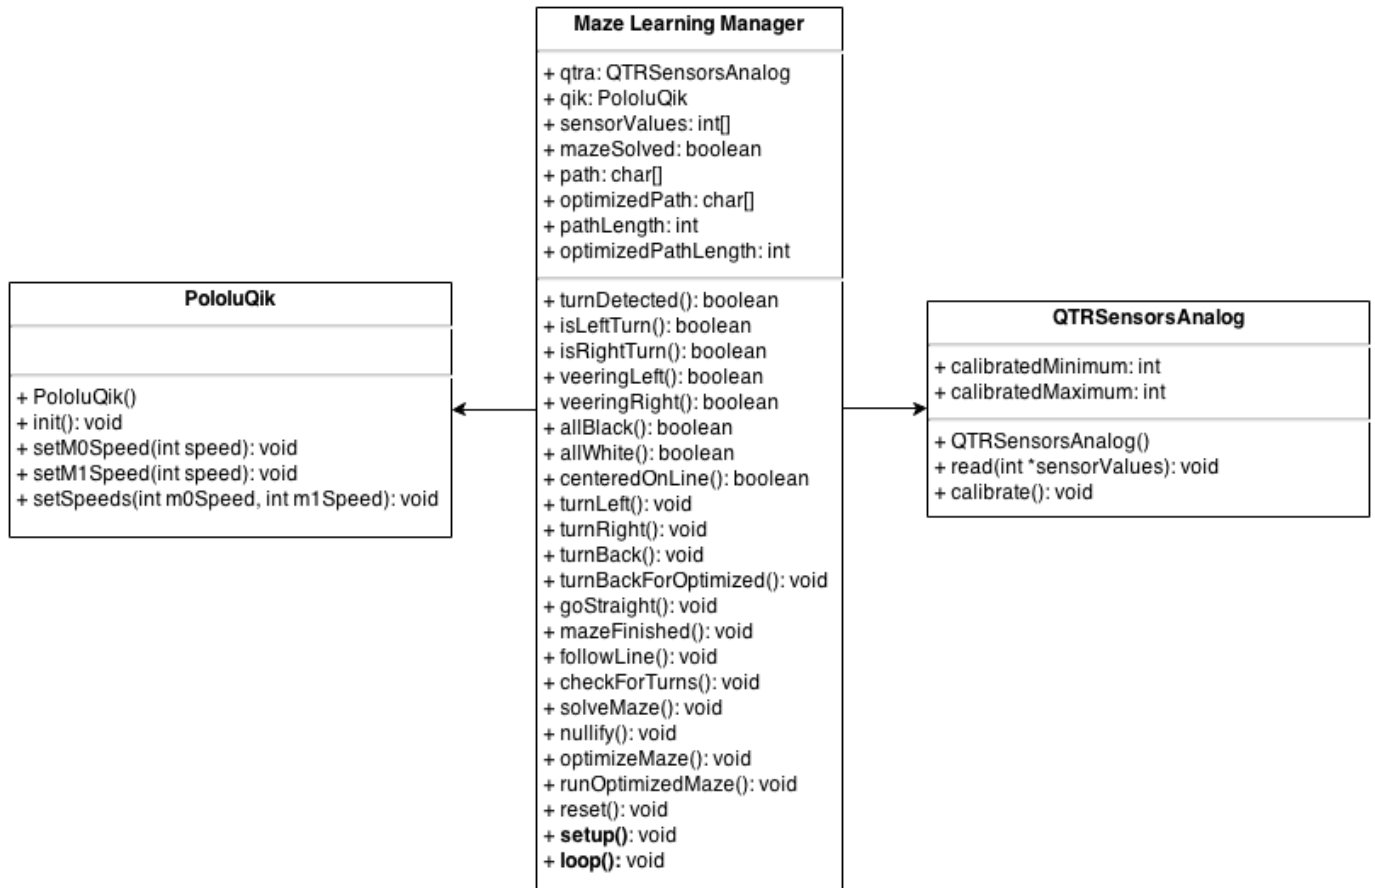 Maze Learning Manager
+ qtra: QTRSensorsAnalog
+ qik: PololuQik
+ sensorValues: int[]
+ mazeSolved: boolean
+ path: char[]
+ optimizedPath: char[]
+ pathLength: int
+ optimizedPathLength: int
+ turnDetected(): boolean
+ isLeftTurn(): boolean
+ isRightTurn(): boolean
+ veeringLeft(): boolean
+ veeringRight(): boolean
+ allBlack(): boolean
+ allWhite(): boolean
+ centeredOnLine(): boolean
+ turnLeft(): void
+ turnRight(): void
+ turnBack(): void
+ turnBackForOptimized(): void
+ goStraight(): void
+ mazeFinished(): void
+ followLine(): void
+ checkForTurns(): void
+ solveMaze(): void
+ nullify(): void
+ optimizeMaze(): void
+ runOptimizedMaze(): void
+ reset(): void
+ setup(): void
+ loop(): void
PololuQik
+ PololuQik()
+ init(): void
+ setM0Speed(int speed): void
+ setM1Speed(int speed): void
+ setSpeeds(int m0Speed, int m1Speed): void
QTRSensorsAnalog
+ calibratedMinimum: int
+ calibratedMaximum: int
+ QTRSensorsAnalog()
+ read(int *sensorValues): void
+ calibrate(): void